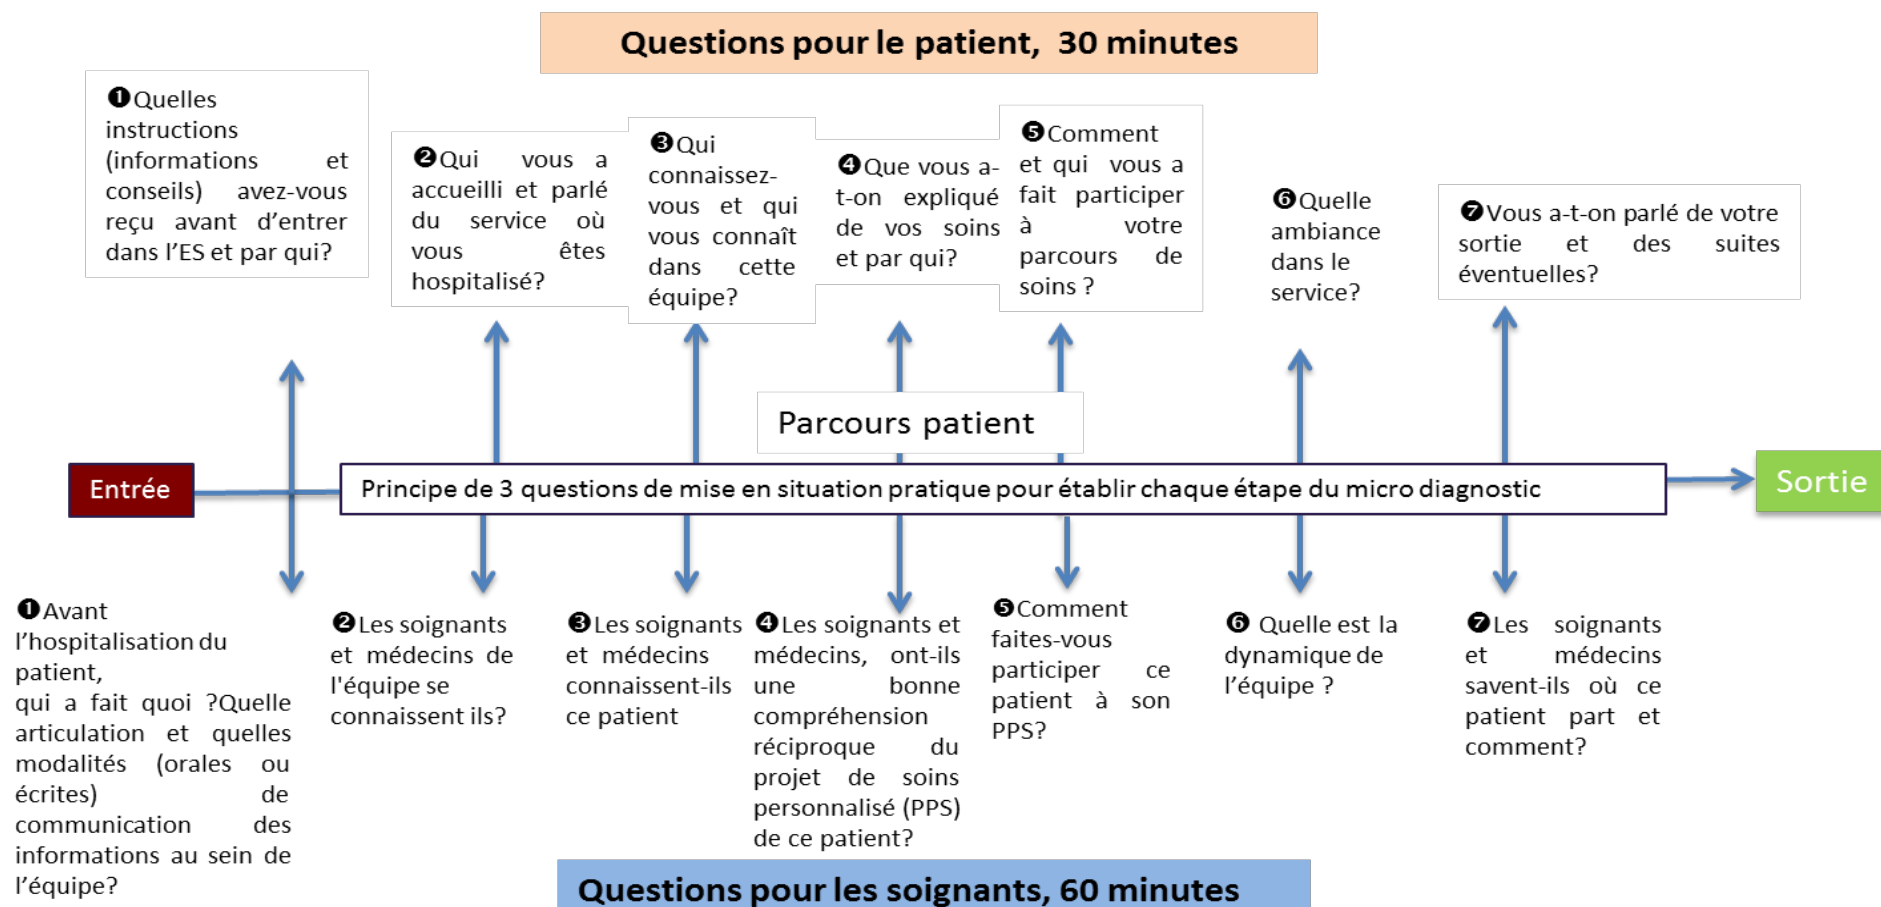 Questions pour le patient, 30 minutes
❶Quelles
instructions
(informations et
conseils) avez-vous
reçu avant d'entrer
dans l'ES et par qui?
❷Qui vous a
accueilli et parlé
du service où
vous êtes
hospitalisé?
❸Qui
connaissez-
vous et qui
vous connaît
dans cette
équipe?
❹Que vous a-
t-on expliqué
de vos soins
et par qui?
❺Comment
et qui vous a
fait participer
à votre
parcours de
soins ?
❻Quelle
ambiance
dans le
service?
❼Vous a-t-on parlé de votre
sortie et des suites
éventuelles?
Parcours patient
Entrée
Principe de 3 questions de mise en situation pratique pour établir chaque étape du micro diagnostic
Sortie
❶Avant
l'hospitalisation du
patient,
qui a fait quoi ?Quelle
articulation et quelles
modalités (orales ou
écrites) de
communication des
informations au sein de
l'équipe?
❷Les soignants
et médecins de
l'équipe se
connaissent ils?
❸Les soignants
et médecins
connaissent-ils
ce patient
❹Les soignants et
médecins, ont-ils
une bonne
compréhension
réciproque du
projet de soins
personnalisé (PPS)
de ce patient?
❺Comment
faites-vous
participer ce
patient à son
PPS?
❻ Quelle est la
dynamique de
l'équipe ?
❼Les soignants
et médecins
savent-ils où ce
patient part et
comment?
Questions pour les soignants, 60 minutes